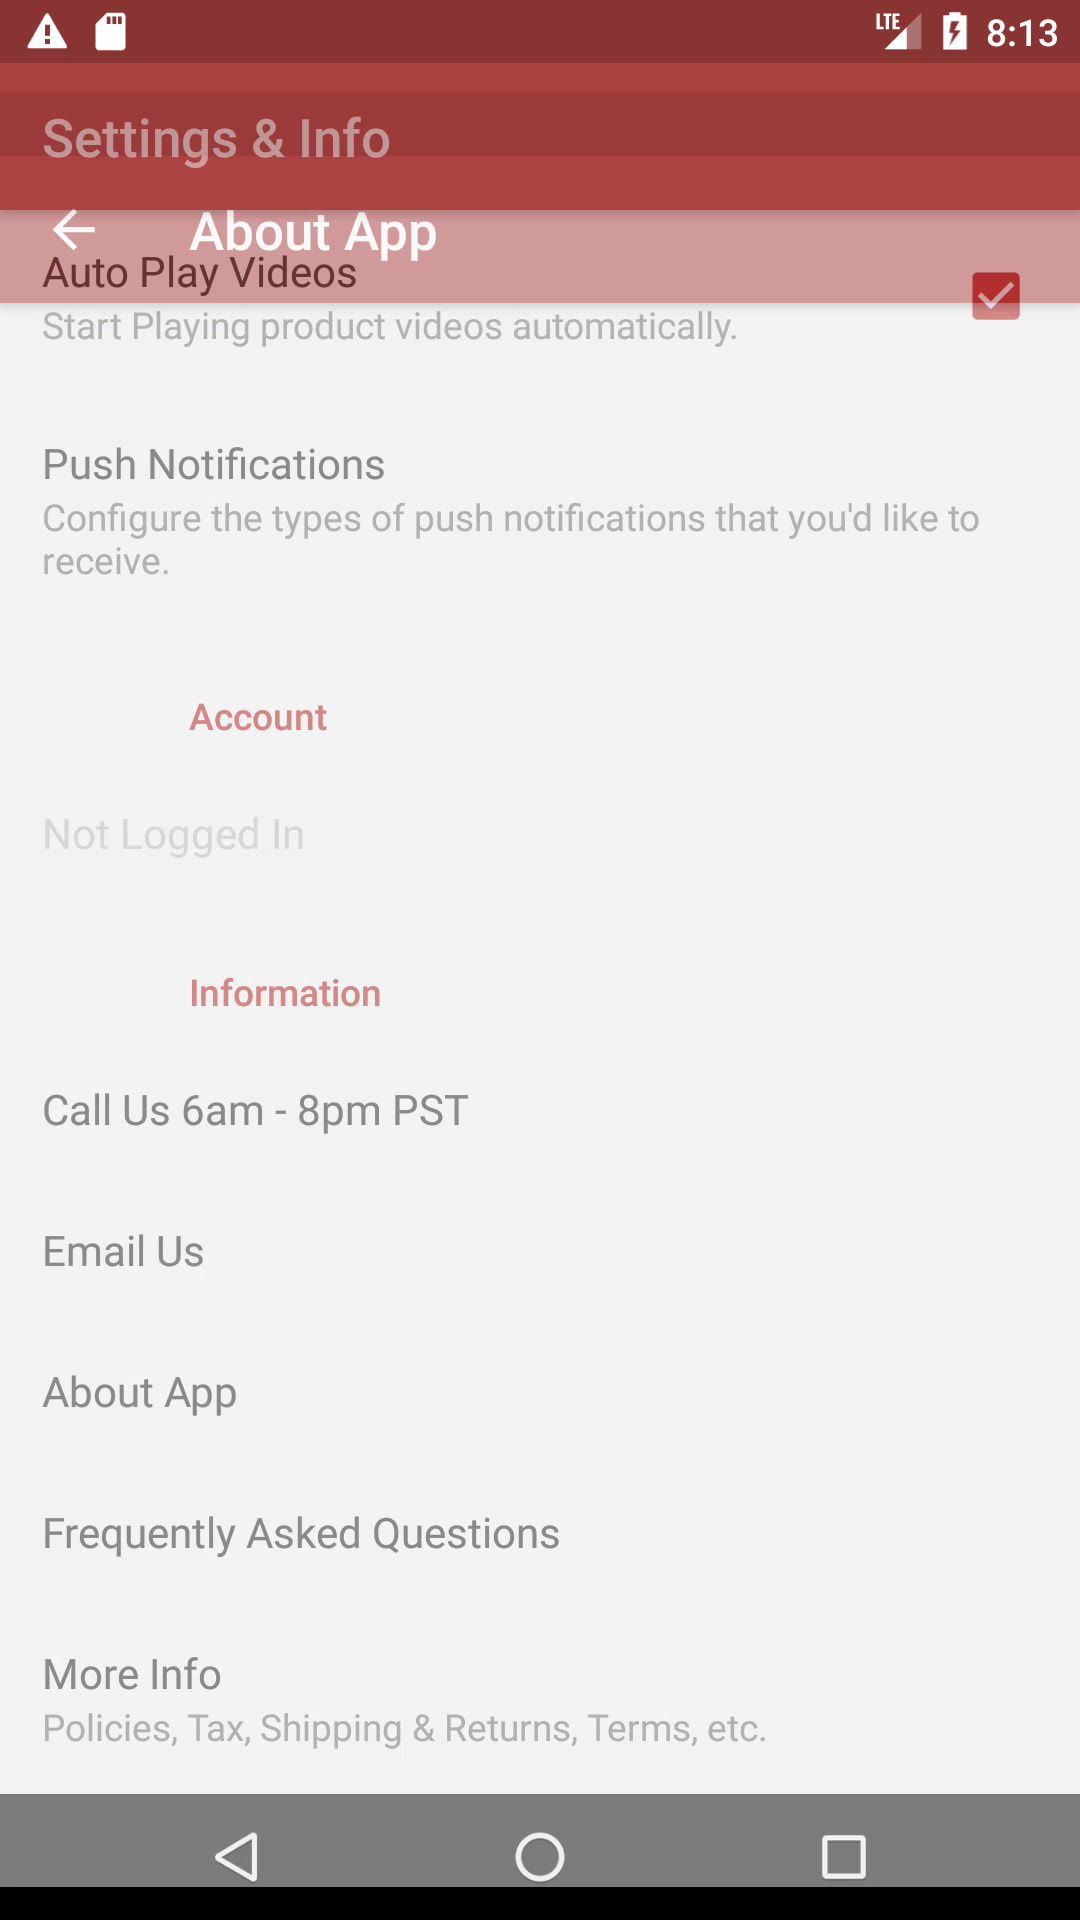 LTE 8:13
Settings & Info
About App
Auto Play Videos
Start Playing product videos automatically.
Push Notifications
Configure the types of push notifications that you'd like to
receive.
Account
Not Logged In
Information
Call Us 6am - 8pm PST
Email Us
About App
Frequently Asked Questions
More Info
Policies, Tax, Shipping & Returns, Terms, etc.